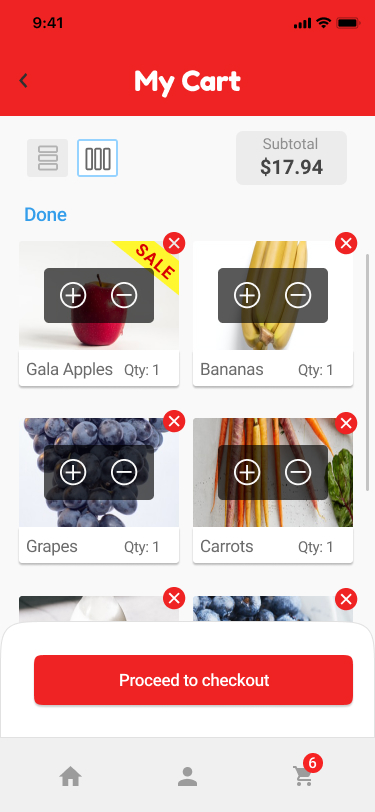 9:41
My Cart
Subtotal
$17.94
Done
SALE
Gala Apples Qty: 1
Bananas Qty: 1
Grapes Qty: 1
Carrots Qty: 1
Proceed to checkout
6